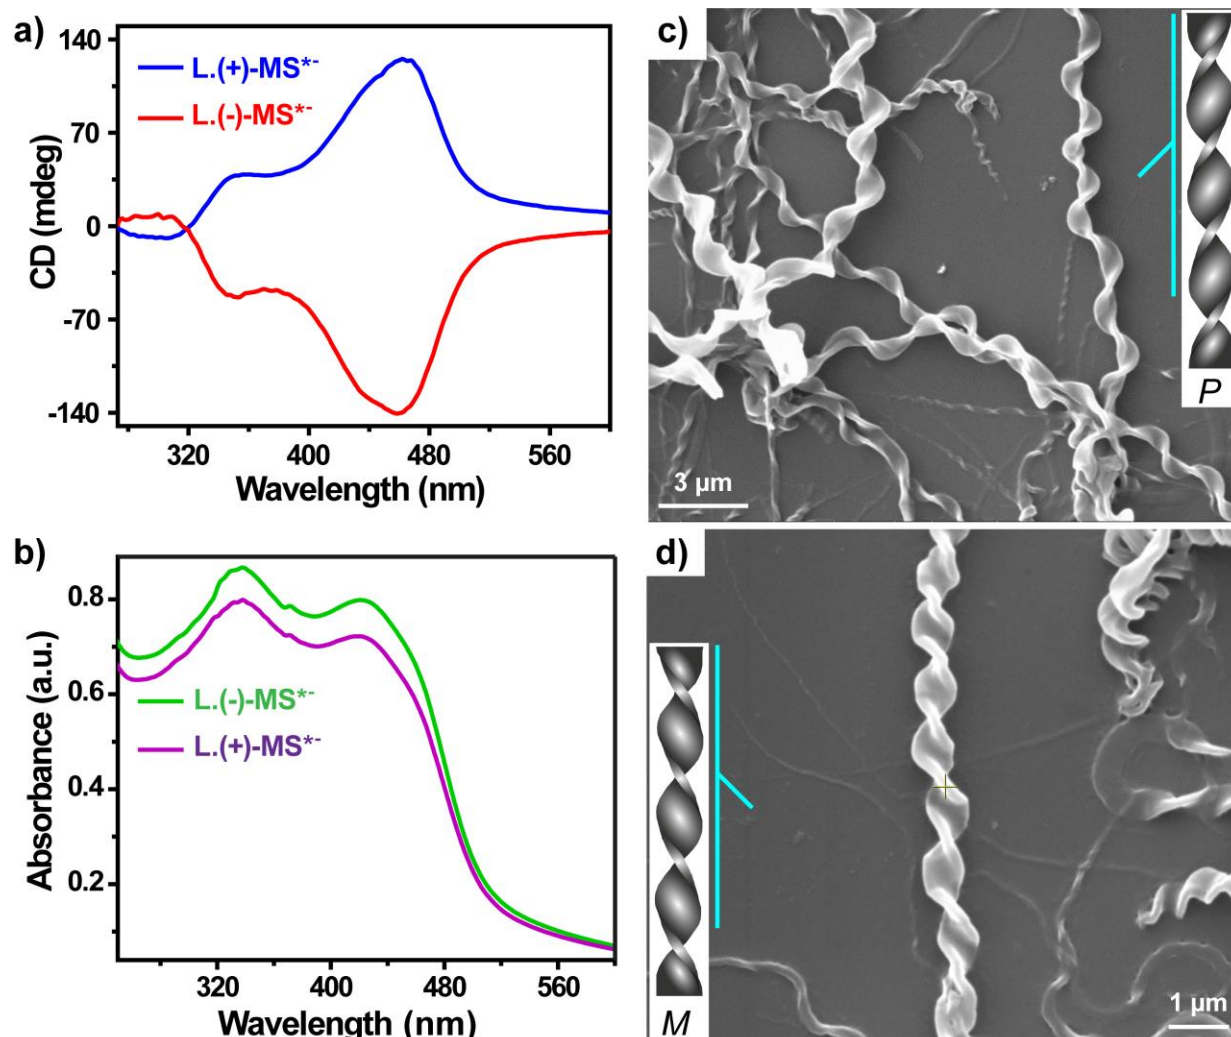 a)
140
70
0
-70
-140
CD (mdeg)
L.(+)-MS*-
L.(-)-MS*-
320
400
480
560
Wavelength (nm)
b)
0.8
0.6
0.4
0.2
Absorbance (a.u.)
L.(-)-MS*-
L.(+)-MS*-
320
400
480
560
Wavelength (nm)
c)
3 µm
P
d)
M
1 µm